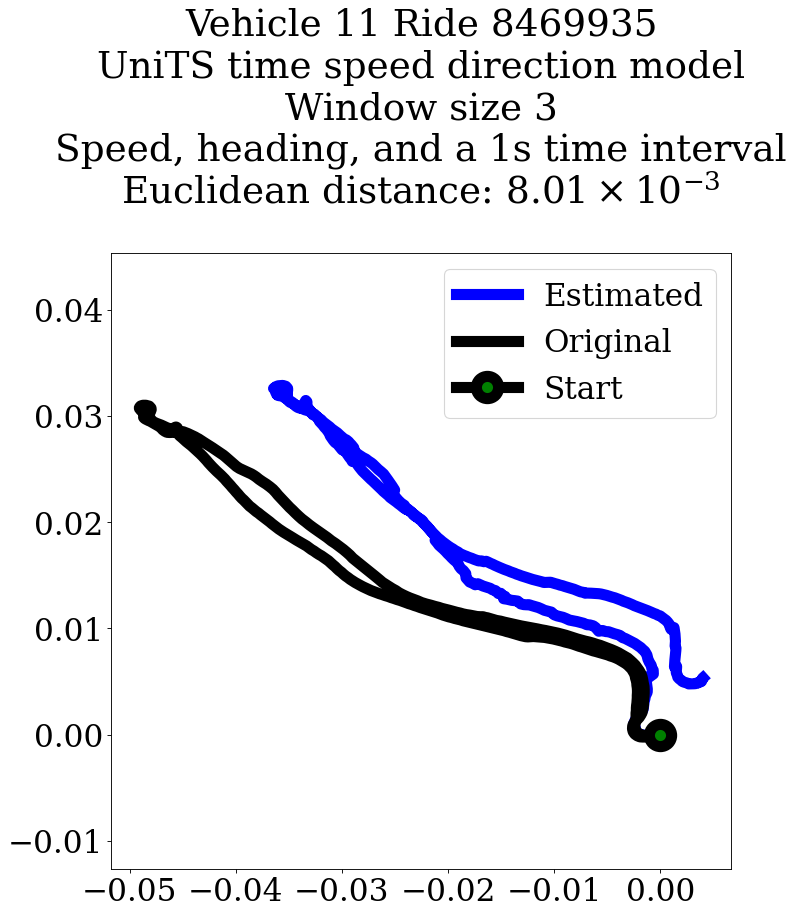 Vehicle 11 Ride 8469935
UniTS time speed direction model
Window size 3
Speed, heading, and a 1s time interval
Euclidean distance: 8.01 × 10⁻³
Estimated
Original
Start
0.04
0.03
0.02
0.01
0.00
−0.01
−0.05 −0.04 −0.03 −0.02 −0.01 0.00